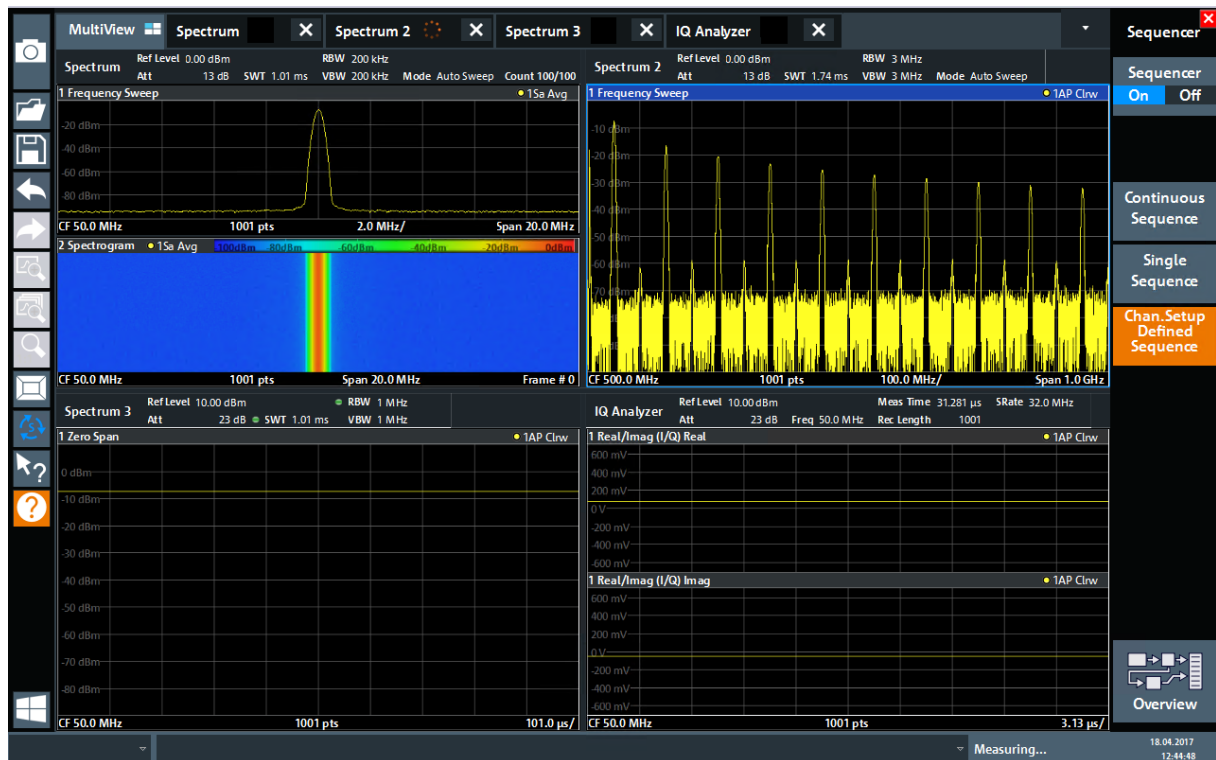 MultiView Spectrum Spectrum 2 Spectrum 3 IQ Analyzer
Sequencer
Spectrum
Ref Level 0.00 dBm RBW 200 kHz
Att 13 dB SWT 1.01 ms VBW 200 kHz Mode Auto Sweep Count 100/100
1 Frequency Sweep 1Sa Avg
-20 dBm
-40 dBm
-60 dBm
-80 dBm
CF 50.0 MHz 1001 pts 2.0 MHz/ Span 20.0 MHz
2 Spectrogram 1Sa Avg -100dBm -80dBm -60dBm -40dBm -20dBm 0dBm
CF 50.0 MHz 1001 pts Span 20.0 MHz Frame # 0
Spectrum 2
Ref Level 0.00 dBm RBW 3 MHz
Att 13 dB SWT 1.74 ms VBW 3 MHz Mode Auto Sweep
1 Frequency Sweep 1AP Clrw
-10 dBm
-20 dBm
-30 dBm
-40 dBm
-50 dBm
-60 dBm
-70 dBm
CF 500.0 MHz 1001 pts 100.0 MHz/ Span 1.0 GHz
Spectrum 3
Ref Level 10.00 dBm RBW 1 MHz
Att 23 dB SWT 1.01 ms VBW 1 MHz
1 Zero Span 1AP Clrw
0 dBm
-10 dBm
-20 dBm
-30 dBm
-40 dBm
-50 dBm
-60 dBm
-70 dBm
-80 dBm
CF 50.0 MHz 1001 pts 101.0 µs/
IQ Analyzer
Ref Level 10.00 dBm Meas Time 31.281 µs SRate 32.0 MHz
Att 23 dB Freq 50.0 MHz Rec Length 1001
1 Real/Imag (I/Q) Real 1AP Clrw
600 mV
400 mV
200 mV
0 V
-200 mV
-400 mV
-600 mV
1 Real/Imag (I/Q) Imag 1AP Clrw
600 mV
400 mV
200 mV
0 V
-200 mV
-400 mV
-600 mV
CF 50.0 MHz 1001 pts 3.13 µs/
Sequencer
On Off
Continuous
Sequence
Single
Sequence
Chan.Setup
Defined
Sequence
Overview
Measuring...
18.04.2017
12:44:48